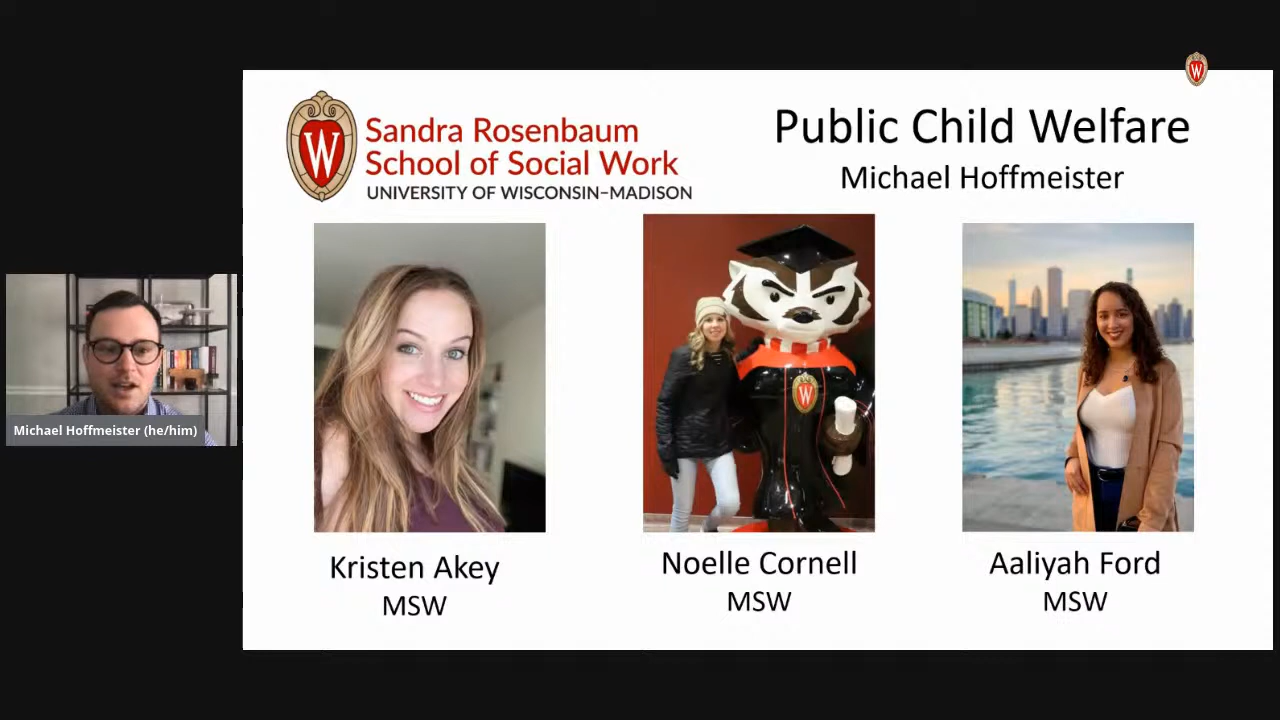 W
W
Sandra Rosenbaum
School of Social Work
UNIVERSITY OF WISCONSIN–MADISON
Public Child Welfare
Michael Hoffmeister
W
Michael Hoffmeister (he/him)
Kristen Akey
MSW
Noelle Cornell
MSW
Aaliyah Ford
MSW